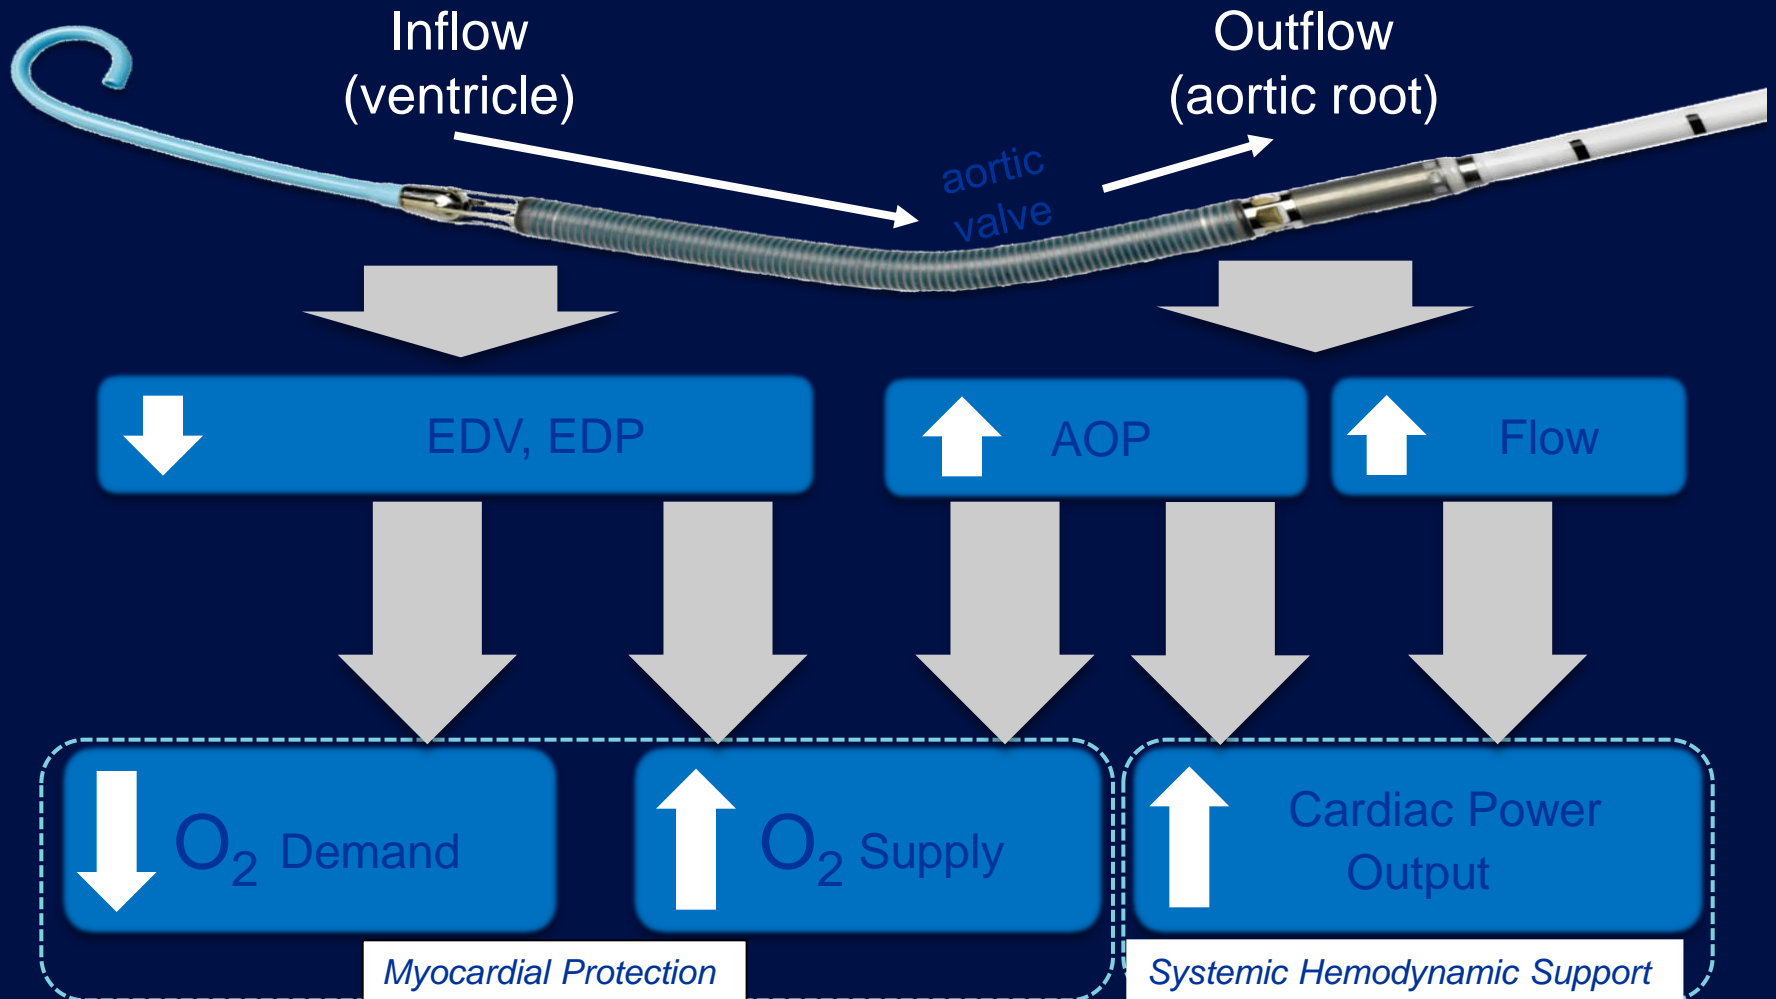 Inflow
(ventricle)
Outflow
(aortic root)
aortic
valve
EDV, EDP
AOP
Flow
O₂ Demand
O₂ Supply
Cardiac Power
Output
Myocardial Protection
Systemic Hemodynamic Support